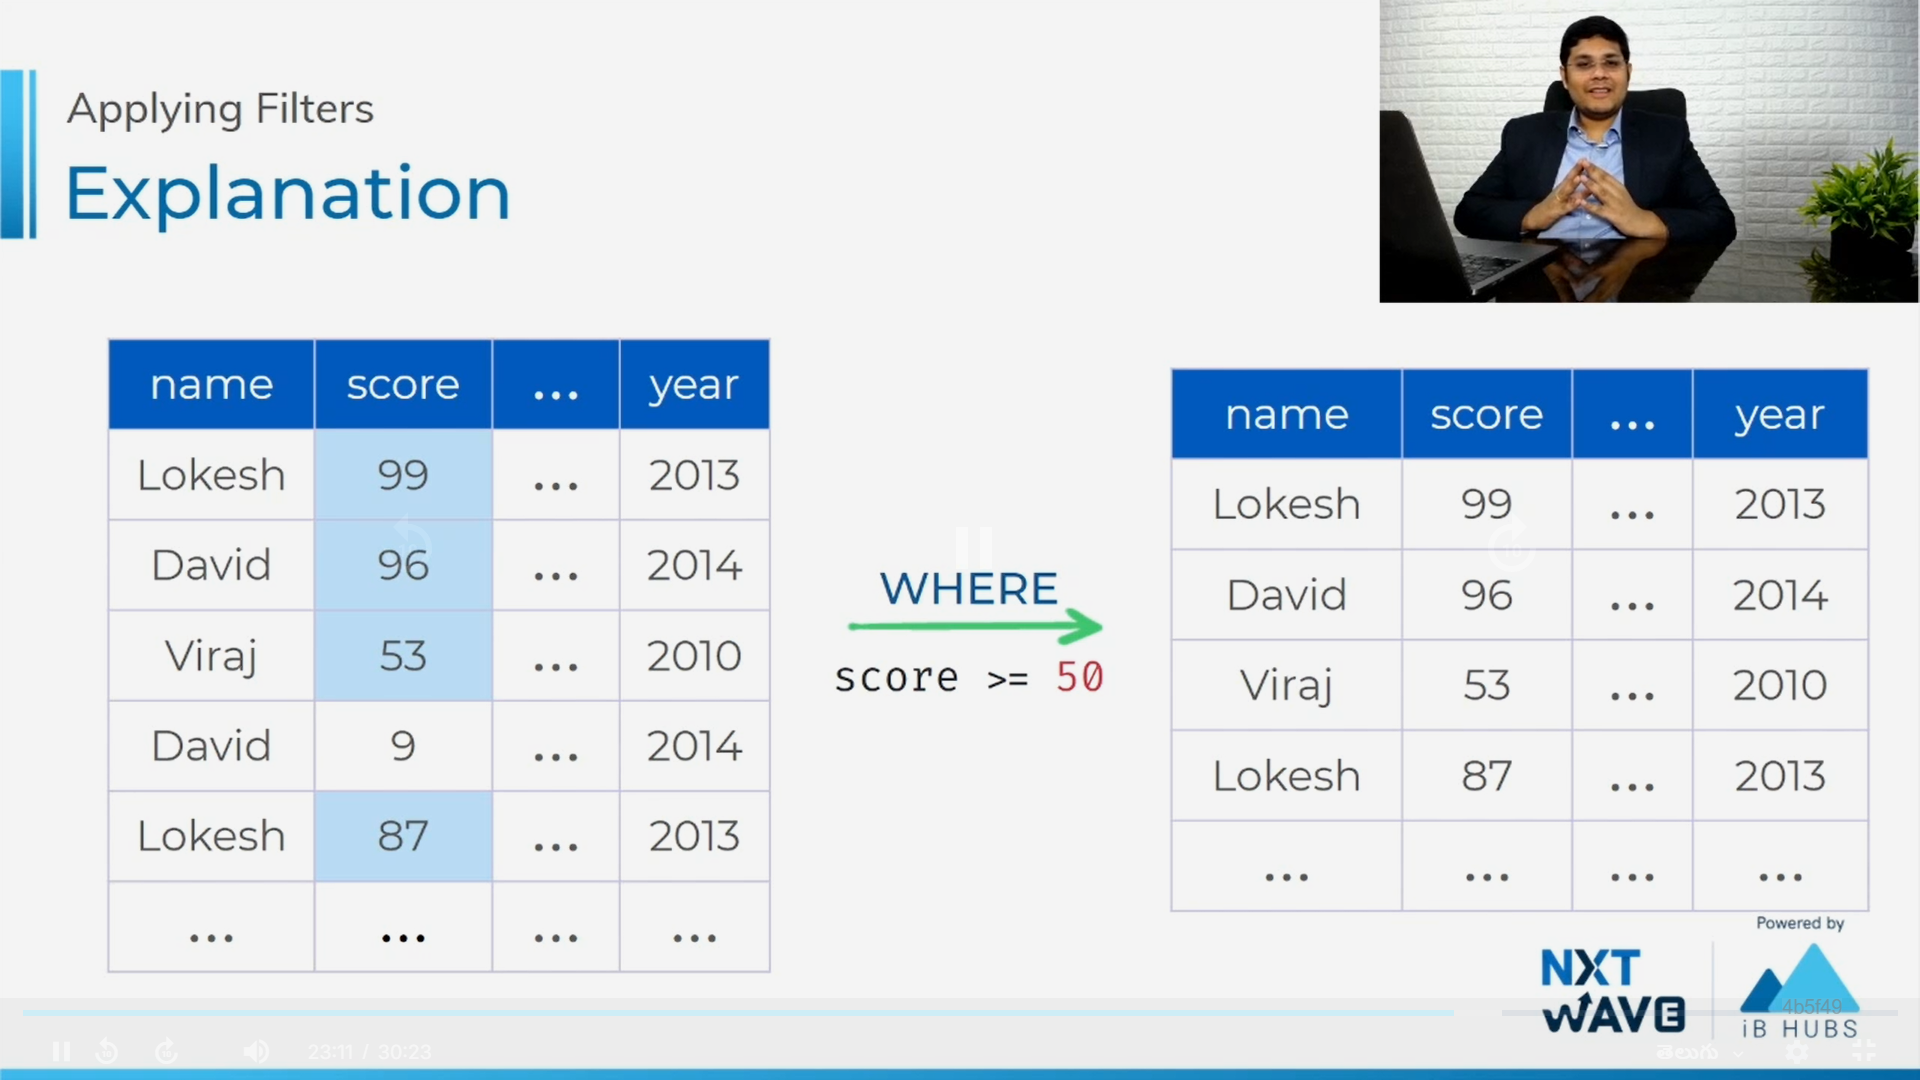 Applying Filters
Explanation
name score ... year
Lokesh 99 ... 2013
David 96 ... 2014
Viraj 53 ... 2010
David 9 ... 2014
Lokesh 87 ... 2013
... ... ... ...
WHERE
score >= 50
name score ... year
Lokesh 99 ... 2013
David 96 ... 2014
Viraj 53 ... 2010
Lokesh 87 ... 2013
... ... ... ...
Powered by
NXT
WAVE
4b5f49
iB HUBS
23:11 / 30:23
తెలుగు